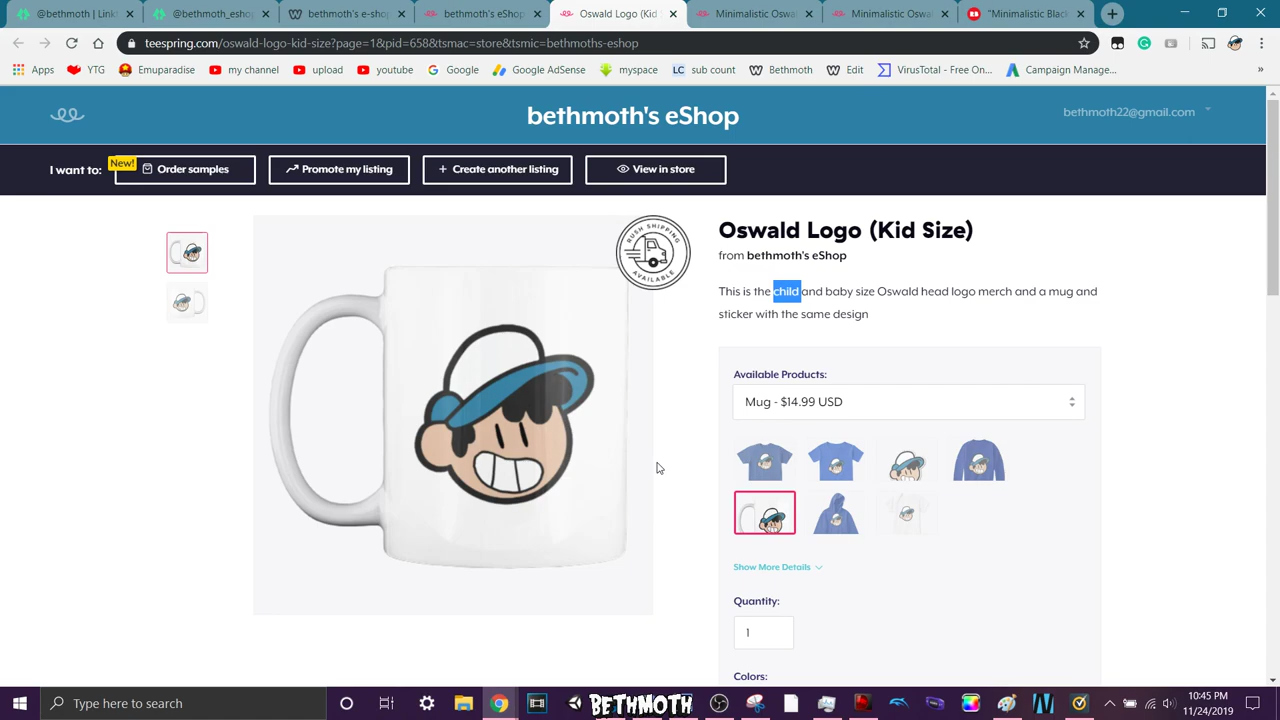 @bethmoth | Link
@bethmoth_esho
bethmoth's e-shop
bethmoth's eShop
Oswald Logo (Kid
Minimalistic Oswa
Minimalistic Oswa
"Minimalistic Black
teespring.com/oswald-logo-kid-size?page=1&pid=658&tsmac=store&tsmic=bethmoths-eshop
Apps
YTG
Emuparadise
my channel
upload
youtube
Google
Google AdSense
myspace
LC sub count
Bethmoth
Edit
VirusTotal - Free On...
Campaign Manage...
»
bethmoth's eShop
bethmoth22@gmail.com
I want to:
New!
Order samples
Promote my listing
+ Create another listing
View in store
RUSH SHIPPING
AVAILABLE
Oswald Logo (Kid Size)
from bethmoth's eShop
This is the child and baby size Oswald head logo merch and a mug and
sticker with the same design
Available Products:
Mug - $14.99 USD
Show More Details
Quantity:
1
Colors:
Type here to search
BETHMOTH
10:45 PM
11/24/2019